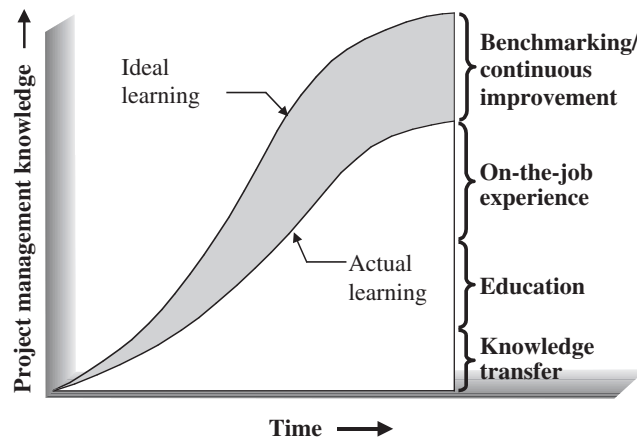 Project management knowledge
Ideal
learning
Actual
learning
Benchmarking/
continuous
improvement
On-the-job
experience
Education
Knowledge
transfer
Time